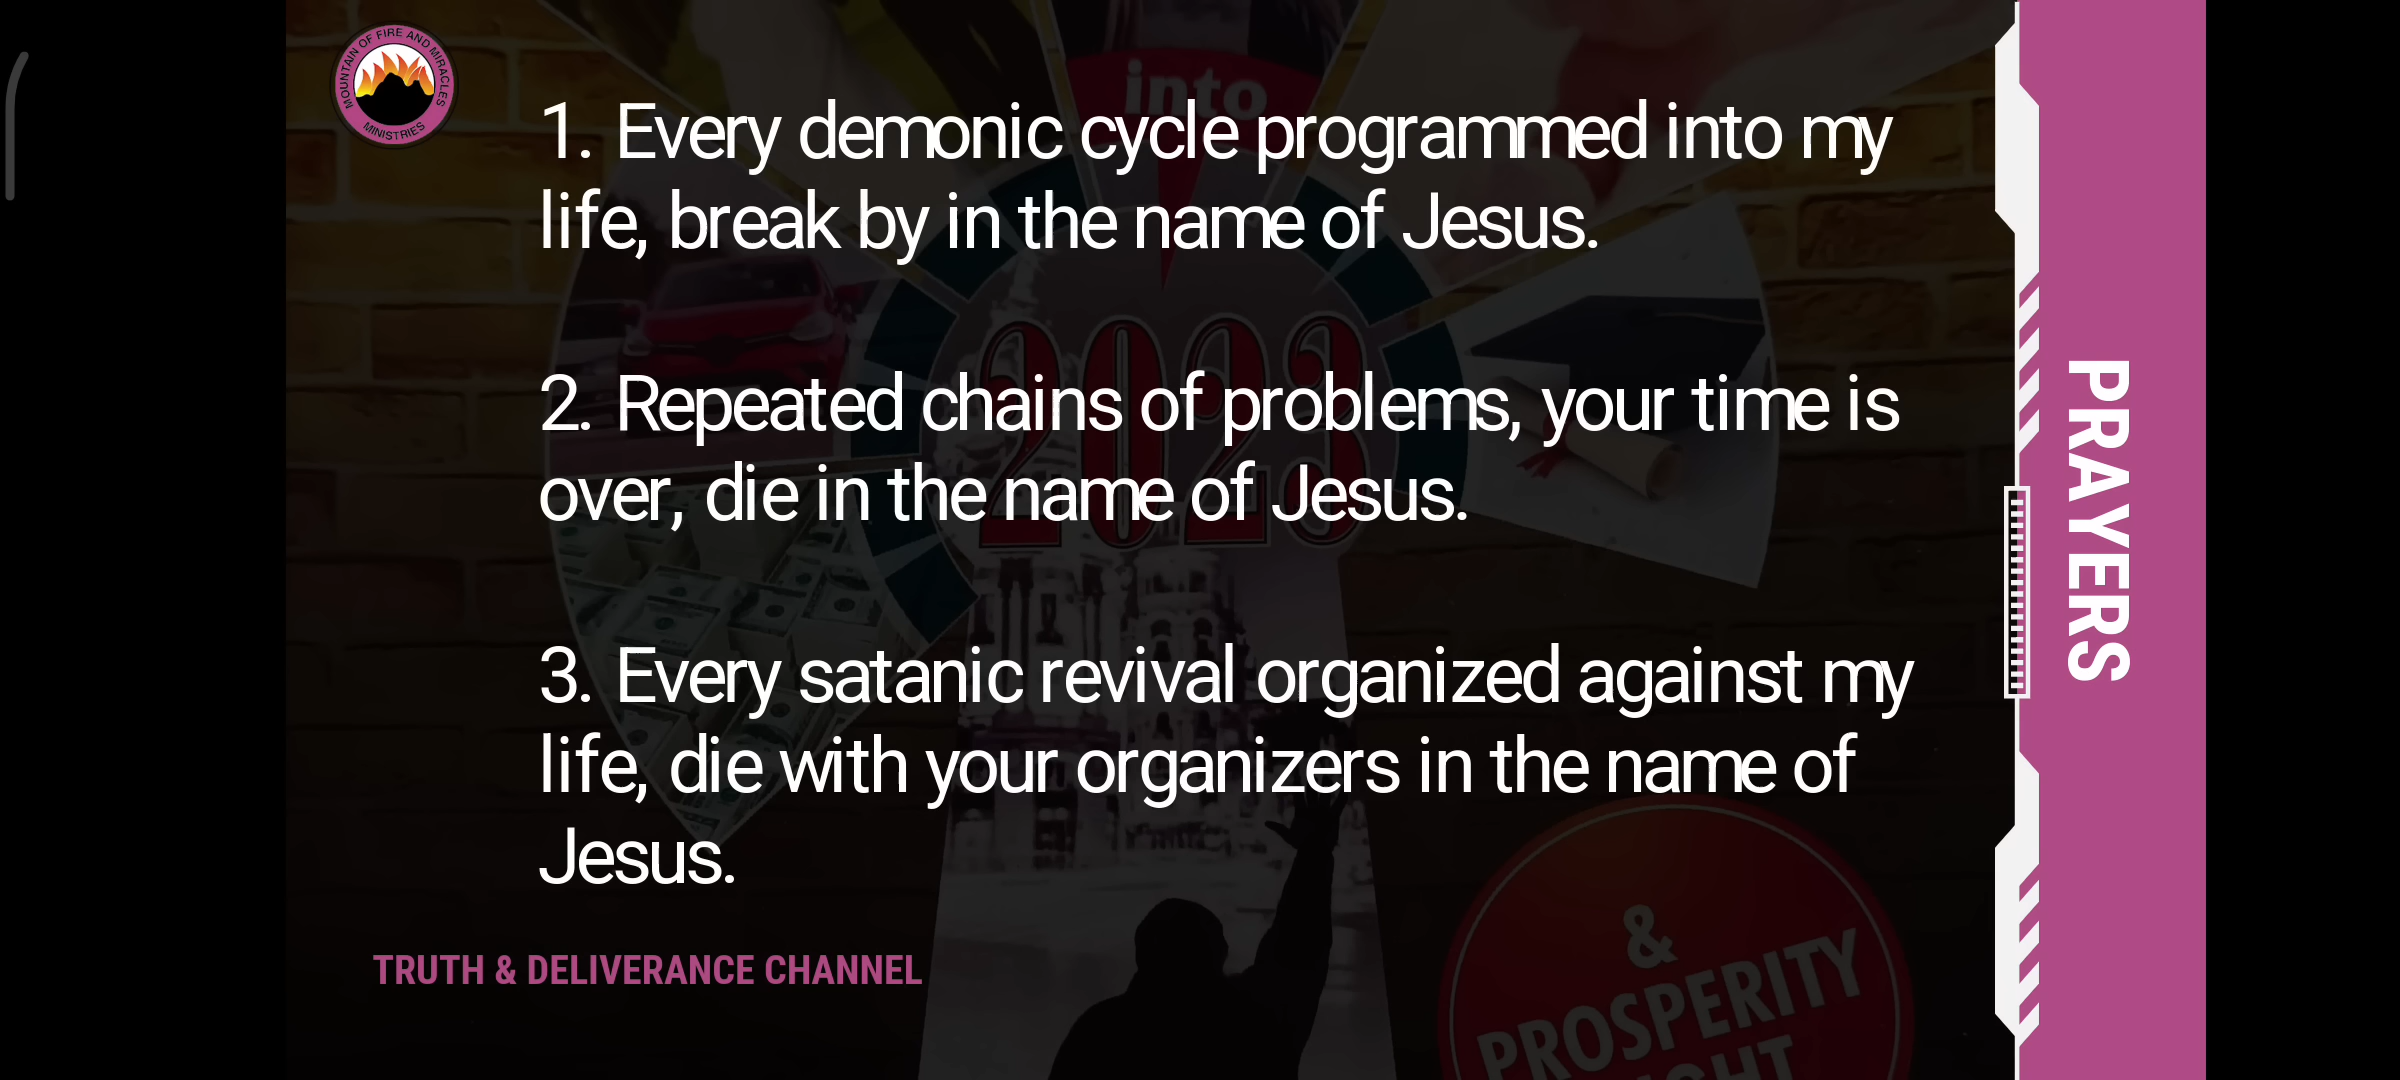 MOUNTAIN OF FIRE AND MIRACLES
MINISTRIES
into
1. Every demonic cycle programmed into my
life, break by in the name of Jesus.
2023
2. Repeated chains of problems, your time is
over, die in the name of Jesus.
3. Every satanic revival organized against my
life, die with your organizers in the name of
Jesus.
PRAYERS
TRUTH & DELIVERANCE CHANNEL
&
PROSPERITY